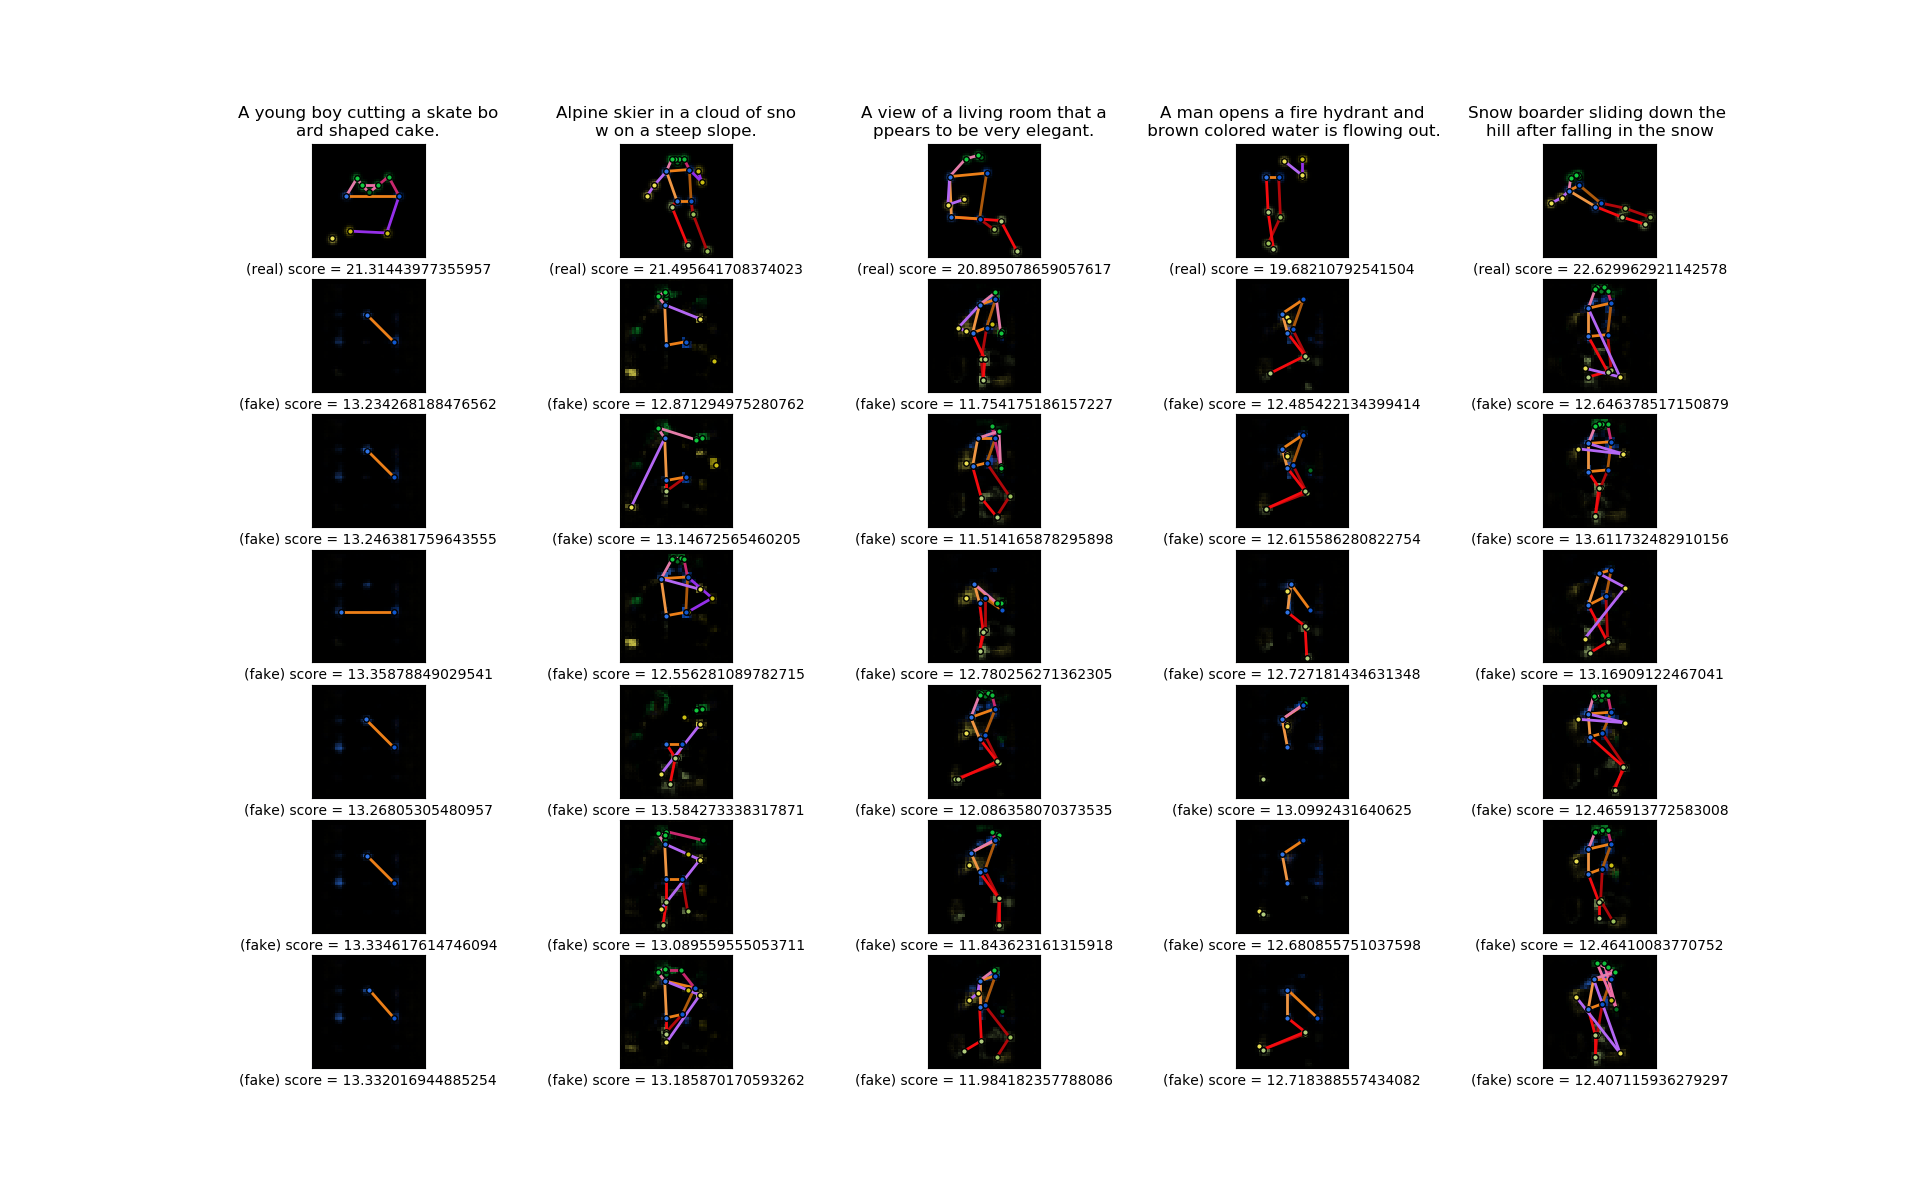 A young boy cutting a skate bo
ard shaped cake.
Alpine skier in a cloud of sno
w on a steep slope.
A view of a living room that a
ppears to be very elegant.
A man opens a fire hydrant and
brown colored water is flowing out.
Snow boarder sliding down the
hill after falling in the snow
(real) score = 21.31443977355957
(real) score = 21.495641708374023
(real) score = 20.895078659057617
(real) score = 19.68210792541504
(real) score = 22.629962921142578
(fake) score = 13.234268188476562
(fake) score = 12.871294975280762
(fake) score = 11.754175186157227
(fake) score = 12.485422134399414
(fake) score = 12.646378517150879
(fake) score = 13.246381759643555
(fake) score = 13.14672565460205
(fake) score = 11.514165878295898
(fake) score = 12.615586280822754
(fake) score = 13.611732482910156
(fake) score = 13.35878849029541
(fake) score = 12.556281089782715
(fake) score = 12.780256271362305
(fake) score = 12.727181434631348
(fake) score = 13.16909122467041
(fake) score = 13.26805305480957
(fake) score = 13.584273338317871
(fake) score = 12.086358070373535
(fake) score = 13.0992431640625
(fake) score = 12.465913772583008
(fake) score = 13.334617614746094
(fake) score = 13.089559555053711
(fake) score = 11.843623161315918
(fake) score = 12.680855751037598
(fake) score = 12.46410083770752
(fake) score = 13.332016944885254
(fake) score = 13.185870170593262
(fake) score = 11.984182357788086
(fake) score = 12.718388557434082
(fake) score = 12.407115936279297